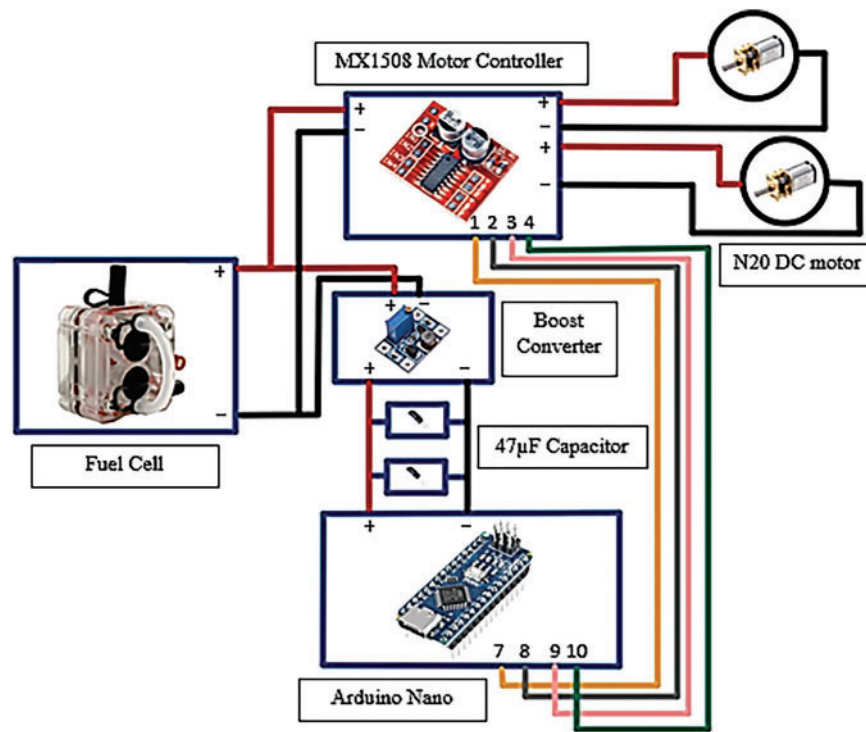 MX1508 Motor Controller
+
−
+
−
+
−
1 2 3 4
N20 DC motor
+
−
Fuel Cell
+ −
Boost
Converter
+ −
47µF Capacitor
+ −
7 8 9 10
Arduino Nano